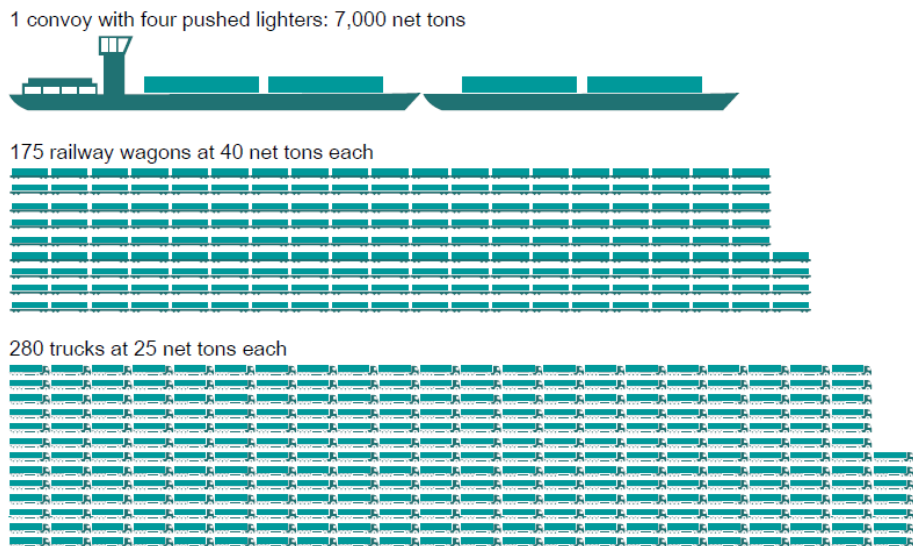 1 convoy with four pushed lighters: 7,000 net tons
175 railway wagons at 40 net tons each
280 trucks at 25 net tons each